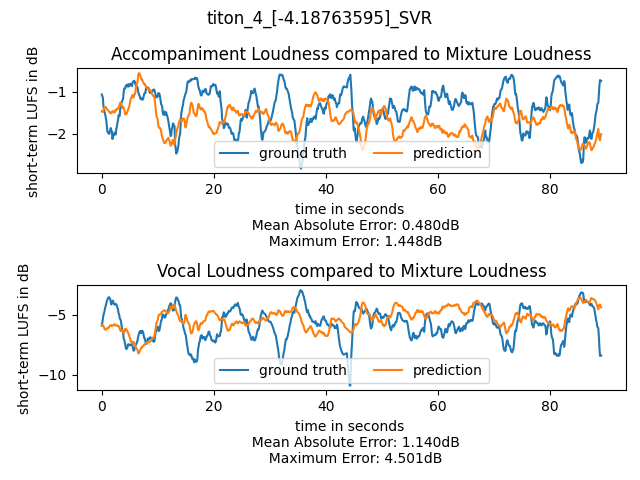 titon_4_[-4.18763595]_SVR
Accompaniment Loudness compared to Mixture Loudness
short-term LUFS in dB
−1
−2
ground truth
prediction
0 20 40 60 80
time in seconds
Mean Absolute Error: 0.480dB
Maximum Error: 1.448dB
Vocal Loudness compared to Mixture Loudness
short-term LUFS in dB
−5
−10
ground truth
prediction
0 20 40 60 80
time in seconds
Mean Absolute Error: 1.140dB
Maximum Error: 4.501dB